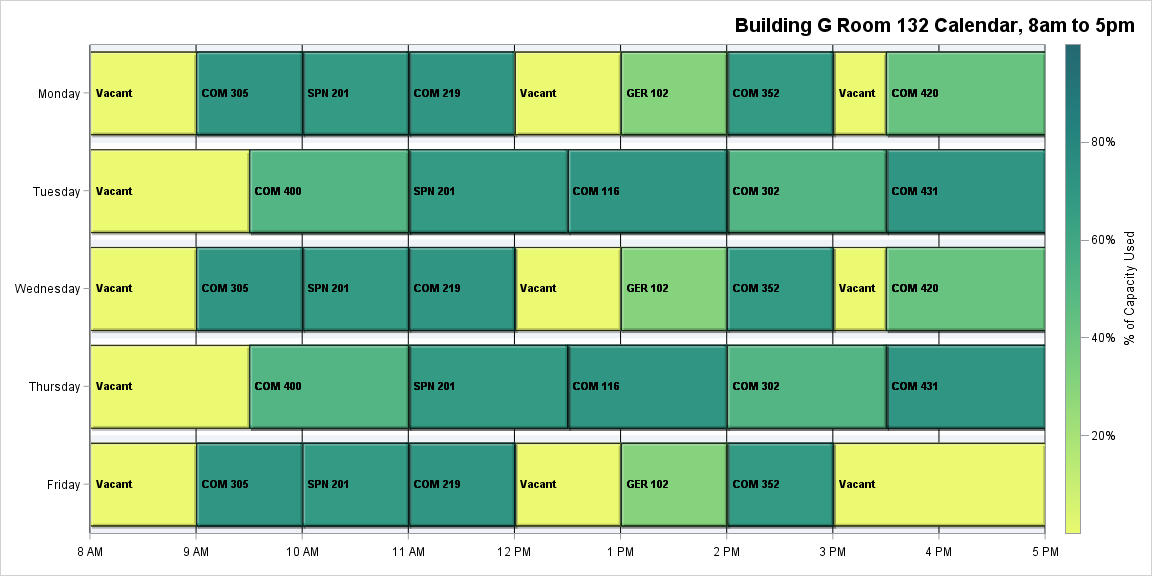 Building G Room 132 Calendar, 8am to 5pm
Monday
Vacant
COM 305
SPN 201
COM 219
Vacant
GER 102
COM 352
Vacant
COM 420
Tuesday
Vacant
COM 400
SPN 201
COM 116
COM 302
COM 431
Wednesday
Vacant
COM 305
SPN 201
COM 219
Vacant
GER 102
COM 352
Vacant
COM 420
Thursday
Vacant
COM 400
SPN 201
COM 116
COM 302
COM 431
Friday
Vacant
COM 305
SPN 201
COM 219
Vacant
GER 102
COM 352
Vacant
8 AM
9 AM
10 AM
11 AM
12 PM
1 PM
2 PM
3 PM
4 PM
5 PM
80%
60%
40%
20%
% of Capacity Used